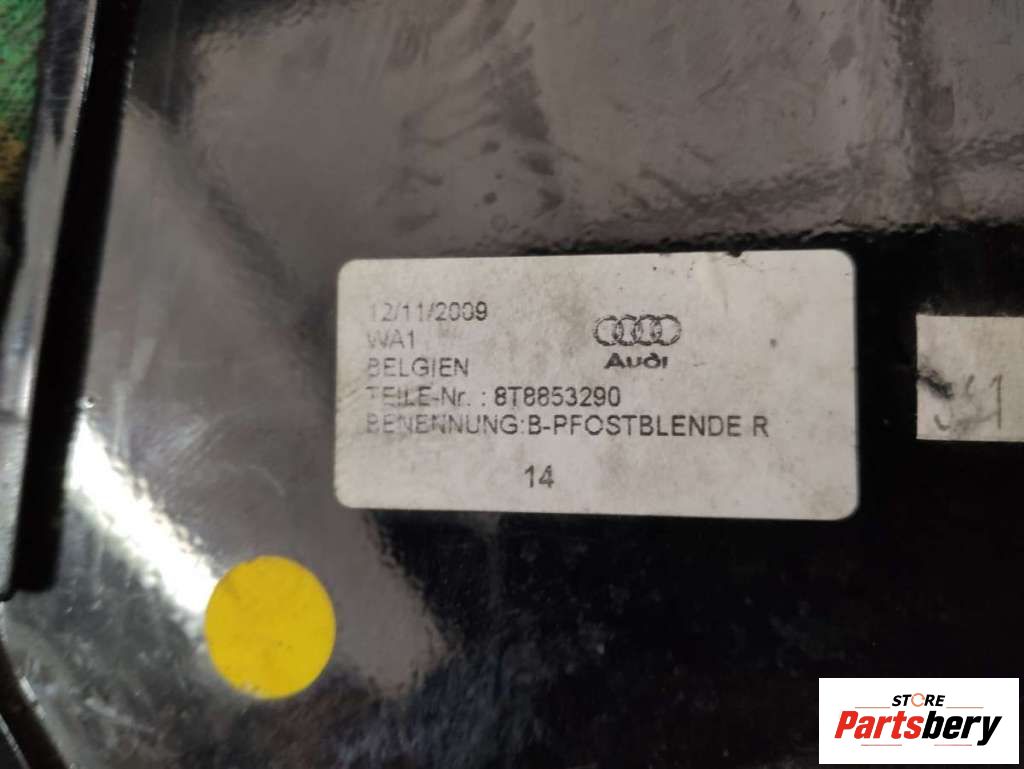 12/11/2009
WA1
BELGIEN
Audi
TEILE-Nr. : 8T8853290
BENENNUNG:B-PFOSTBLENDE R
14
STORE
Partsbery